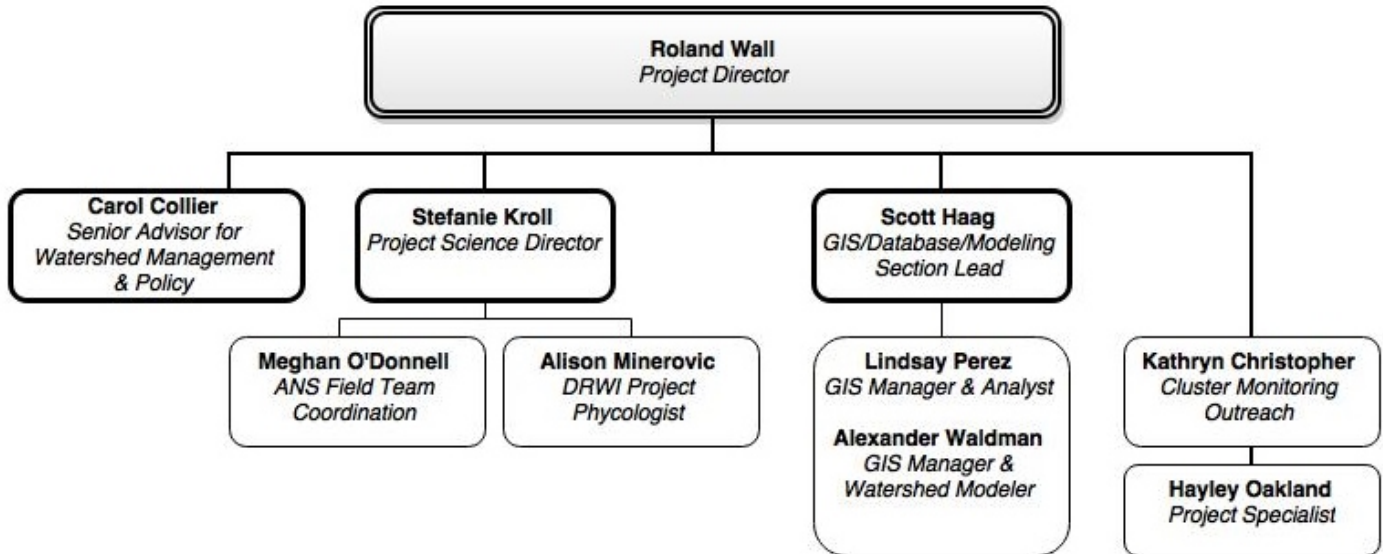 Roland Wall
Project Director
Carol Collier
Senior Advisor for
Watershed Management
& Policy
Stefanie Kroll
Project Science Director
Scott Haag
GIS/Database/Modeling
Section Lead
Meghan O'Donnell
ANS Field Team
Coordination
Alison Minerovic
DRWI Project
Phycologist
Lindsay Perez
GIS Manager & Analyst
Alexander Waldman
GIS Manager &
Watershed Modeler
Kathryn Christopher
Cluster Monitoring
Outreach
Hayley Oakland
Project Specialist